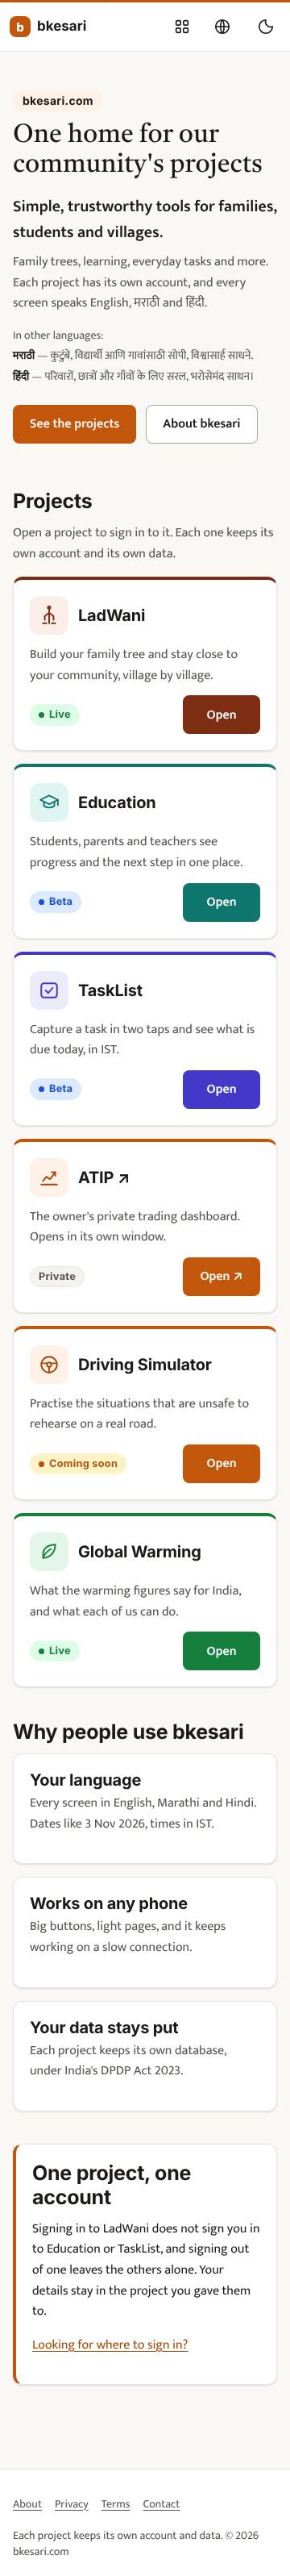 b bkesari
bkesari.com
One home for our
community's projects
Simple, trustworthy tools for families,
students and villages.
Family trees, learning, everyday tasks and more.
Each project has its own account, and every
screen speaks English, मराठी and हिंदी.
In other languages:
मराठी — कुटुंबे, विद्यार्थी आणि गावांसाठी सोपी, विश्वासार्ह साधने.
हिंदी — परिवारों, छात्रों और गाँवों के लिए सरल, भरोसेमंद साधन।
See the projects About bkesari
Projects
Open a project to sign in to it. Each one keeps its
own account and its own data.
LadWani
Build your family tree and stay close to
your community, village by village.
Live Open
Education
Students, parents and teachers see
progress and the next step in one place.
Beta Open
TaskList
Capture a task in two taps and see what is
due today, in IST.
Beta Open
ATIP ↗
The owner's private trading dashboard.
Opens in its own window.
Private Open ↗
Driving Simulator
Practise the situations that are unsafe to
rehearse on a real road.
Coming soon Open
Global Warming
What the warming figures say for India,
and what each of us can do.
Live Open
Why people use bkesari
Your language
Every screen in English, Marathi and Hindi.
Dates like 3 Nov 2026, times in IST.
Works on any phone
Big buttons, light pages, and it keeps
working on a slow connection.
Your data stays put
Each project keeps its own database,
under India's DPDP Act 2023.
One project, one
account
Signing in to LadWani does not sign you in
to Education or TaskList, and signing out
of one leaves the others alone. Your
details stay in the project you gave them
to.
Looking for where to sign in?
About Privacy Terms Contact
Each project keeps its own account and data. © 2026
bkesari.com